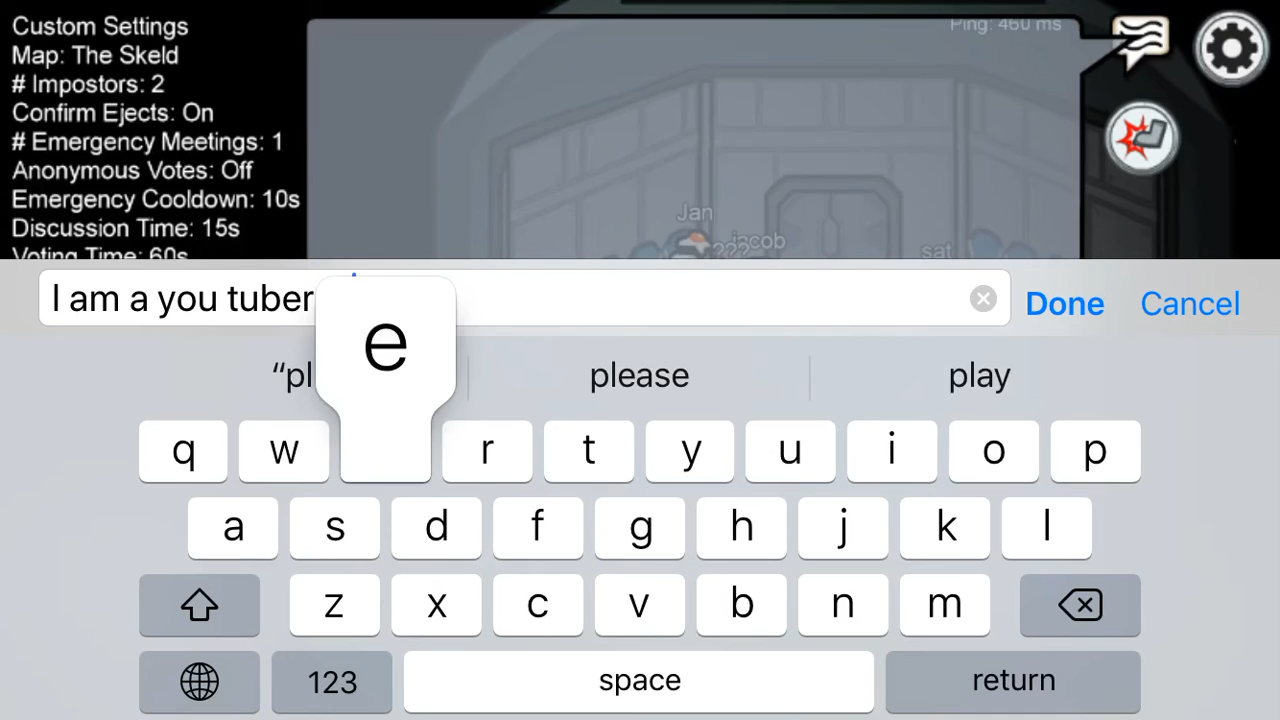 Custom Settings
Map: The Skeld
# Impostors: 2
Confirm Ejects: On
# Emergency Meetings: 1
Anonymous Votes: Off
Emergency Cooldown: 10s
Discussion Time: 15s
Voting Time: 60s
Ping: 460 ms
Jan
jacob
???
sat
I am a you tuber
Done
Cancel
“pl
please
play
e
q w r t y u i o p
a s d f g h j k l
z x c v b n m
123
space
return